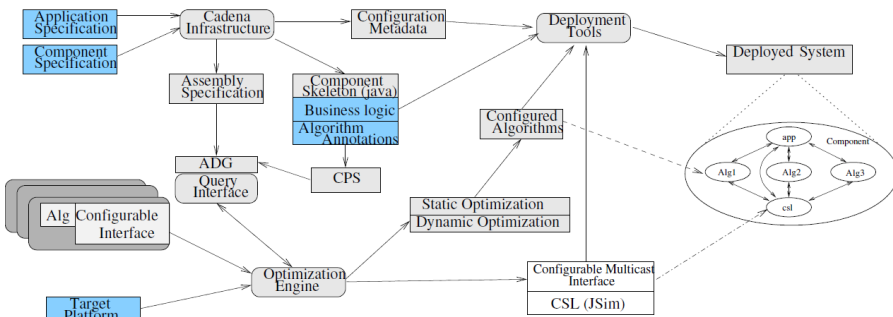 Application
Specification
Component
Specification
Cadena
Infrastructure
Configuration
Metadata
Deployment
Tools
Deployed System
Assembly
Specification
Component
Skeleton (java)
Business logic
Algorithm
Annotations
Configured
Algorithms
ADG
Query
Interface
CPS
Alg
Configurable
Interface
Static Optimization
Dynamic Optimization
Optimization
Engine
Target
Platform
Configurable Multicast
Interface
CSL (JSim)
app
Component
Alg1
Alg2
Alg3
csl